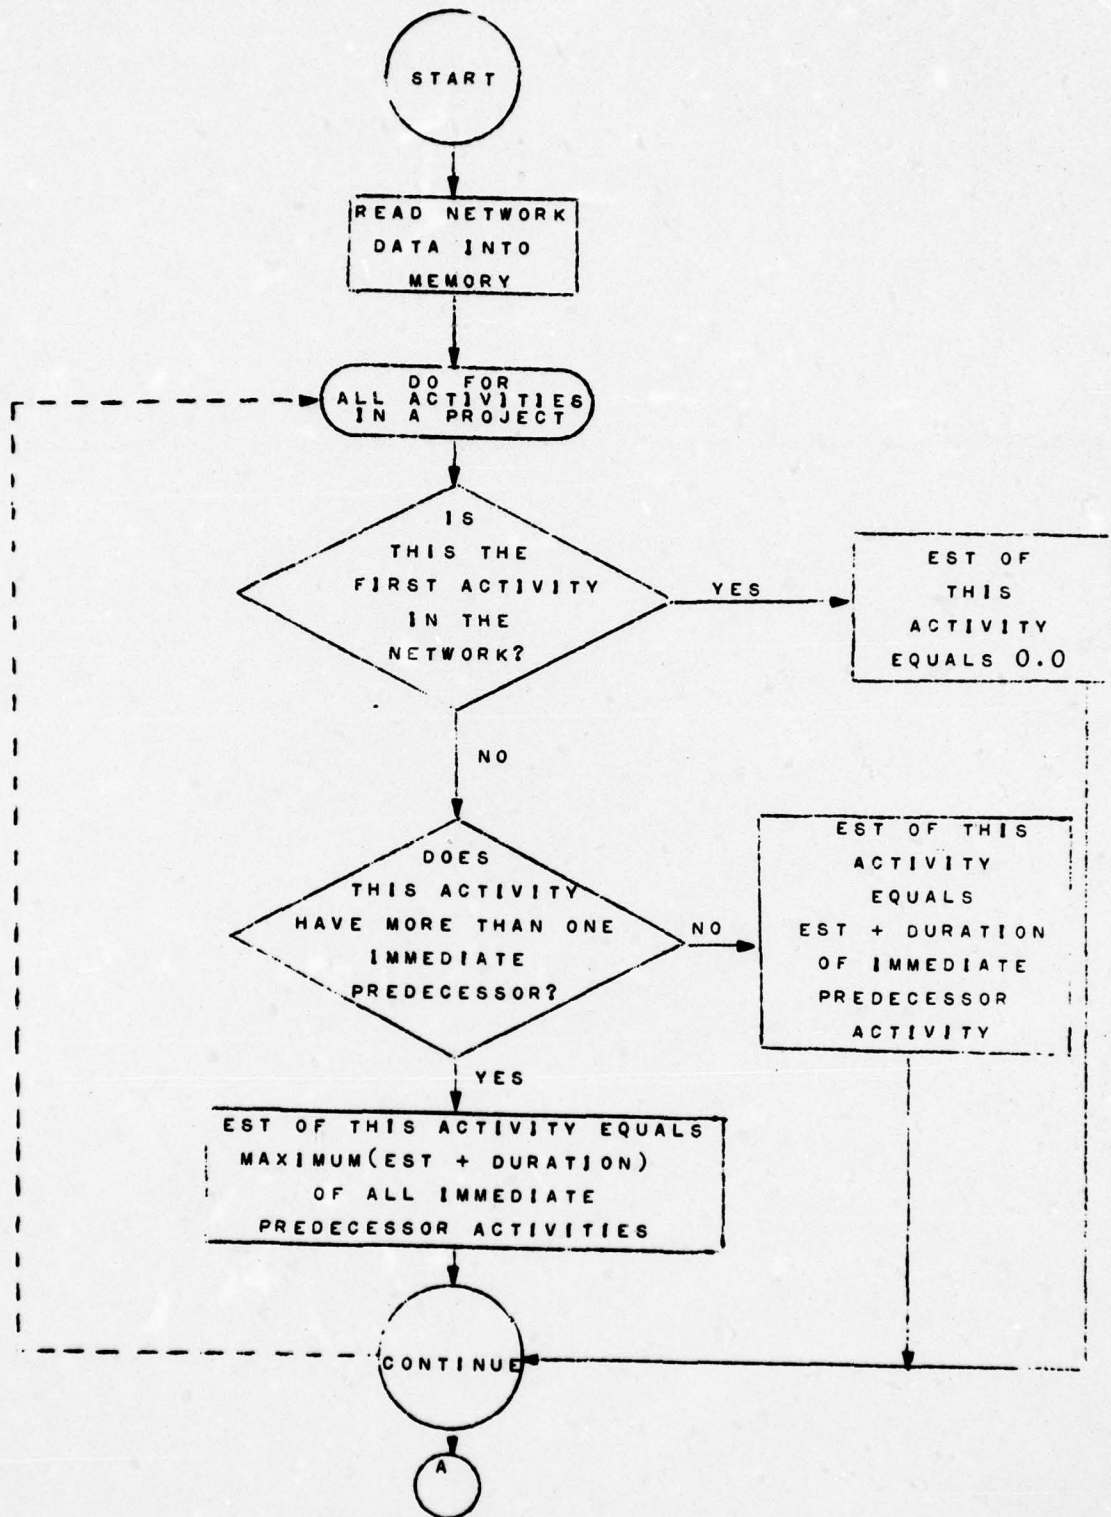 START
READ NETWORK
DATA INTO
MEMORY
DO FOR
ALL ACTIVITIES
IN A PROJECT
IS
THIS THE
FIRST ACTIVITY
IN THE
NETWORK?
YES
EST OF
THIS
ACTIVITY
EQUALS 0.0
NO
DOES
THIS ACTIVITY
HAVE MORE THAN ONE
IMMEDIATE
PREDECESSOR?
NO
EST OF THIS
ACTIVITY
EQUALS
EST + DURATION
OF IMMEDIATE
PREDECESSOR
ACTIVITY
YES
EST OF THIS ACTIVITY EQUALS
MAXIMUM(EST + DURATION)
OF ALL IMMEDIATE
PREDECESSOR ACTIVITIES
CONTINUE
A